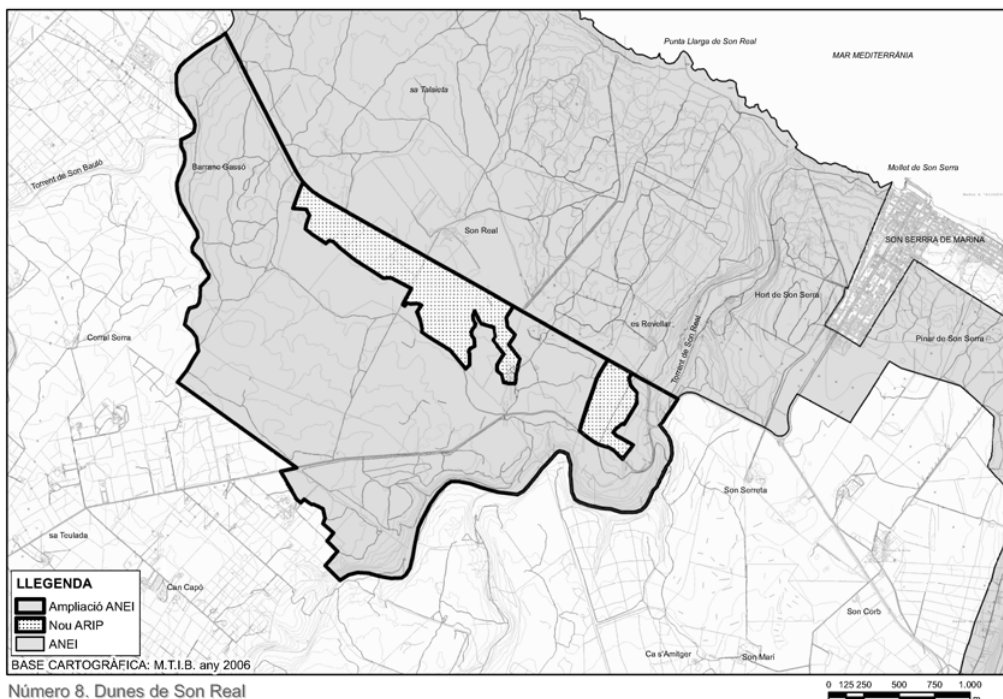 Punta Llarga de Son Real
MAR MEDITERRÀNIA
sa Talaieta
Torrent de Son Bauló
Barranc Gassó
Mollet de Son Serra
Son Real
SON SERRRA DE MARINA
Hort de Son Serra
es Revellar
Torrent de Son Real
Corral Serra
Pinar de Son Serra
Son Serreta
sa Teulada
Can Capó
Son Corb
Ca s'Amitger
Son Marí
LLEGENDA
Ampliació ANEI
Nou ARIP
ANEI
BASE CARTOGRÀFICA: M.T.I.B. any 2006
Número 8. Dunes de Son Real
0 125 250 500 750 1.000
m